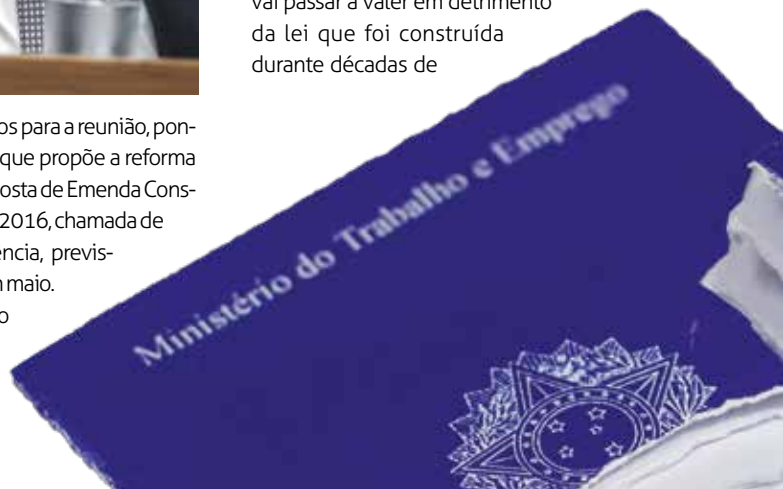 os para a reunião, pon-
que propõe a reforma
osta de Emenda Cons-
2016, chamada de
ência, previs-
maio.
o
vai passar a valer em detrimento
da lei que foi construída
durante décadas de
Ministério do Trabalho e Emprego